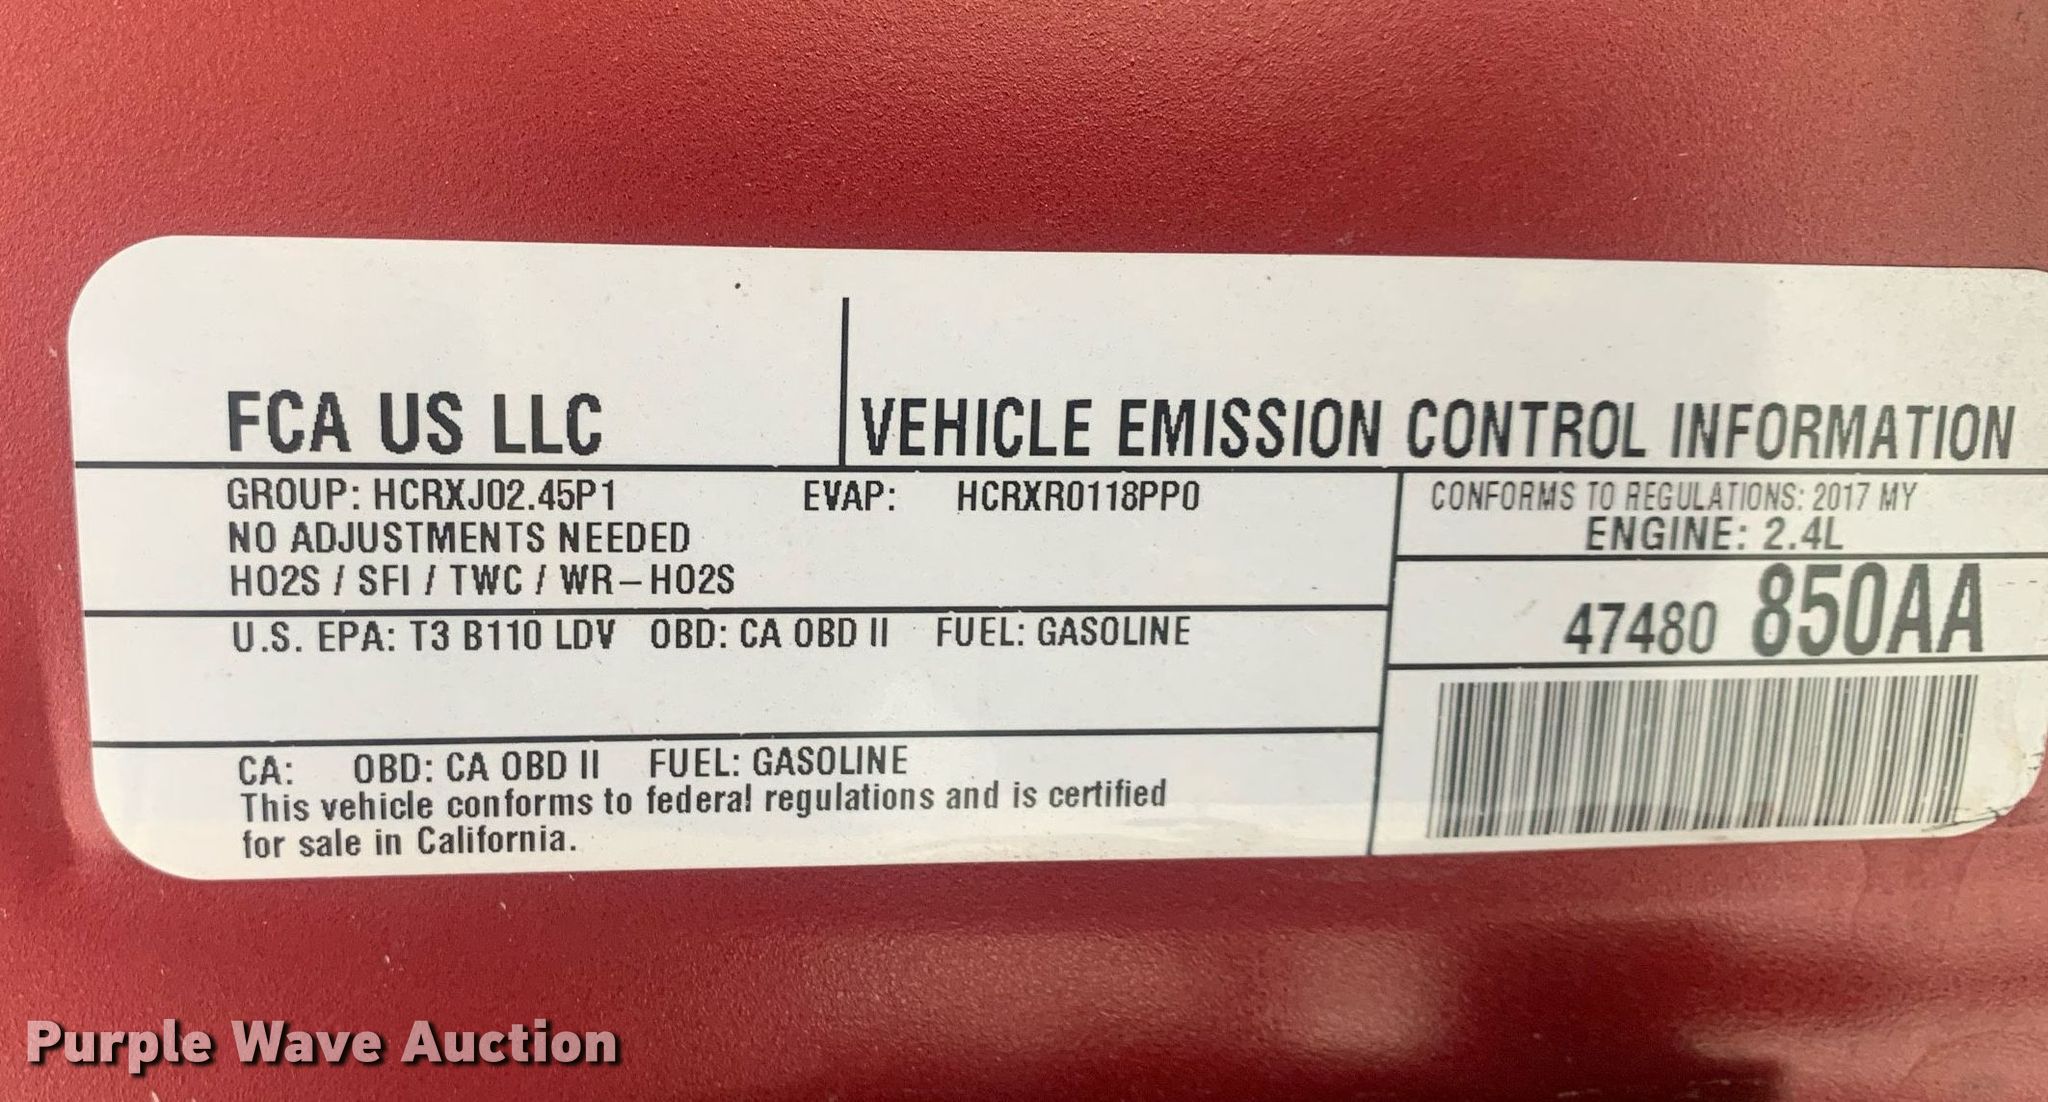 FCA US LLC VEHICLE EMISSION CONTROL INFORMATION
GROUP: HCRXJ02.45P1 EVAP: HCRXR0118PP0
NO ADJUSTMENTS NEEDED
HO2S / SFI / TWC / WR-HO2S
CONFORMS TO REGULATIONS: 2017 MY
ENGINE: 2.4L
47480 850AA
U.S. EPA: T3 B110 LDV OBD: CA OBD II FUEL: GASOLINE
CA: OBD: CA OBD II FUEL: GASOLINE
This vehicle conforms to federal regulations and is certified
for sale in California.
Purple Wave Auction